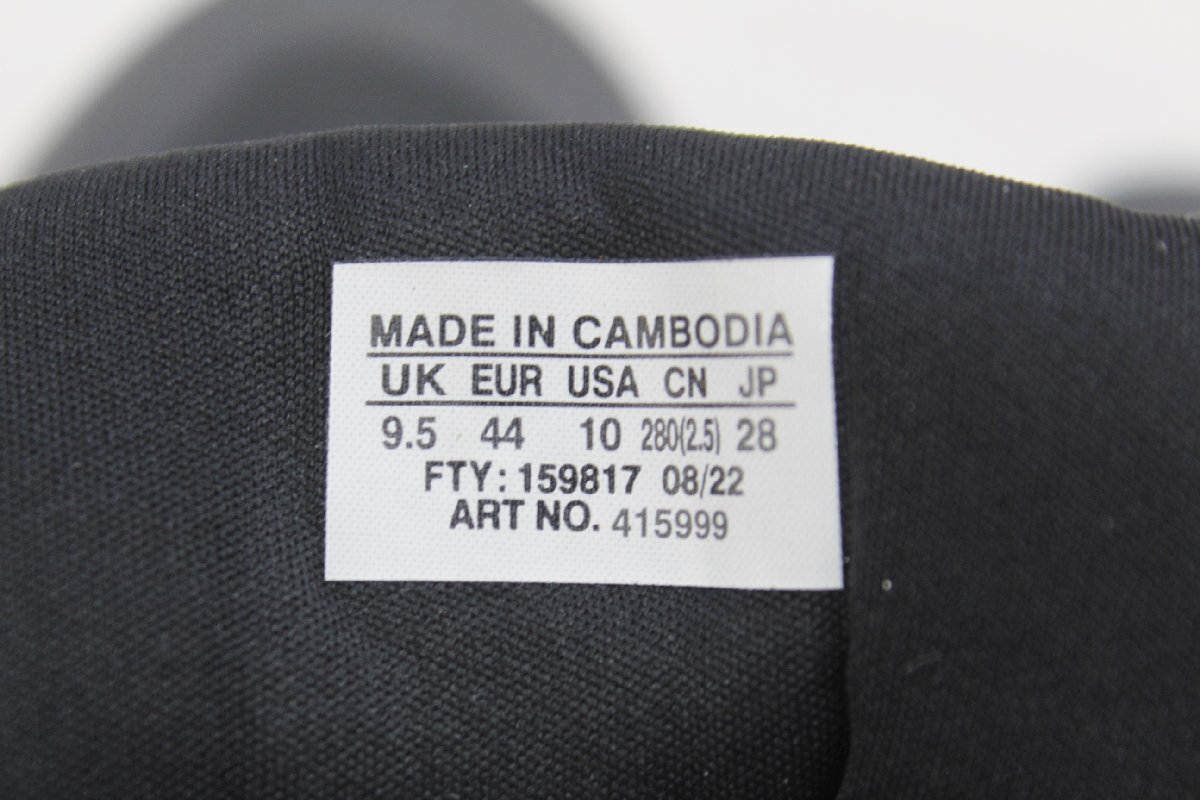 MADE IN CAMBODIA
UK EUR USA CN JP
9.5 44 10 280(2.5) 28
FTY: 159817 08/22
ART NO. 415999